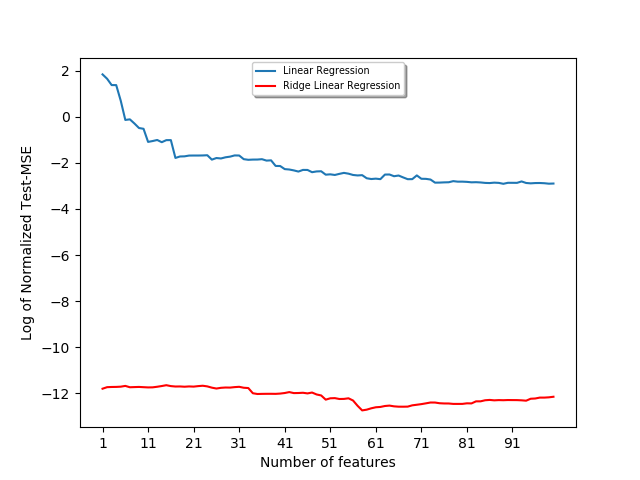 Linear Regression
Ridge Linear Regression
Log of Normalized Test-MSE
2
0
−2
−4
−6
−8
−10
−12
1 11 21 31 41 51 61 71 81 91
Number of features